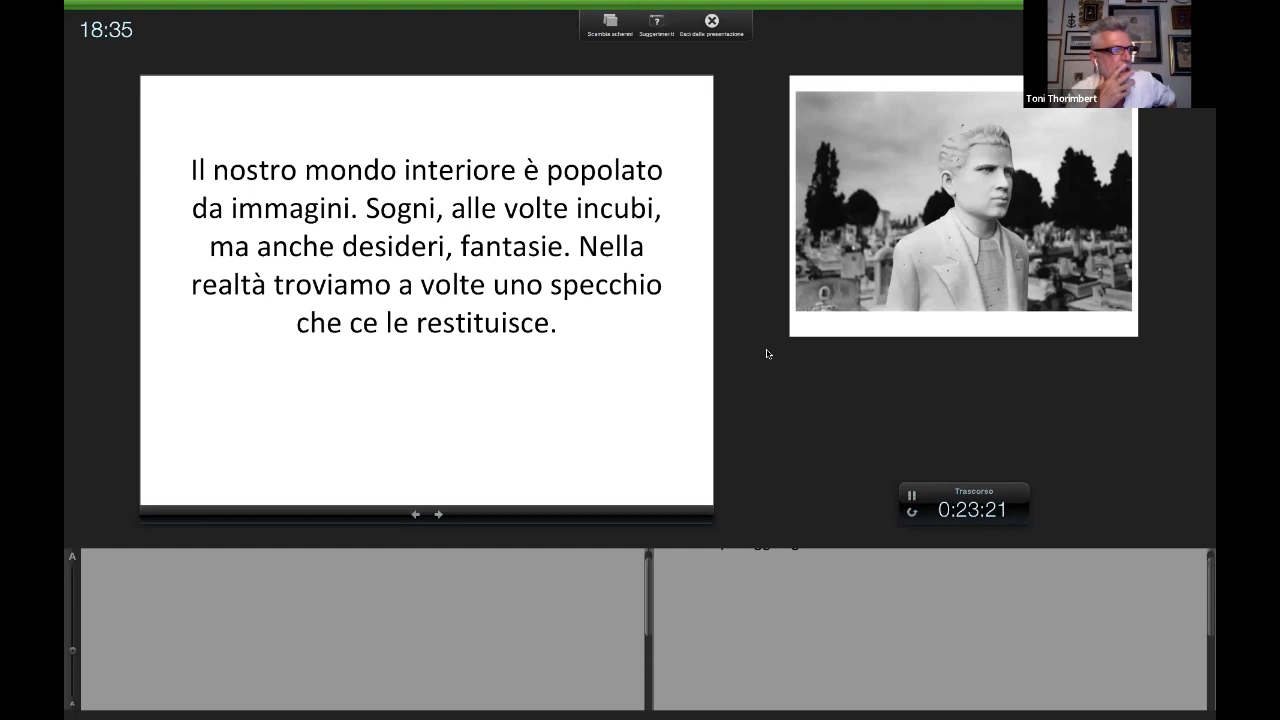 18:35
Scambia schermi
Suggerimenti
Esci dalla presentazione
Toni Thorimbert
Il nostro mondo interiore è popolato
da immagini. Sogni, alle volte incubi,
ma anche desideri, fantasie. Nella
realtà troviamo a volte uno specchio
che ce le restituisce.
Trascorso
0:23:21
A
A